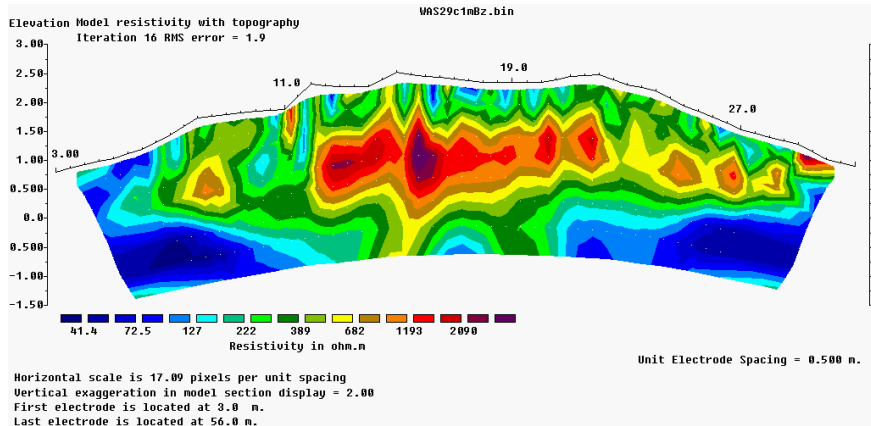 WAS29c1mBz.bin
Elevation Model resistivity with topography
Iteration 16 RMS error = 1.9
3.00
2.50
2.00
1.50
1.00
0.500
0.0
-0.50
-1.00
-1.50
3.00
11.0
19.0
27.0
41.4 72.5 127 222 389 682 1193 2090
Resistivity in ohm.m
Unit Electrode Spacing = 0.500 m.
Horizontal scale is 17.09 pixels per unit spacing
Vertical exaggeration in model section display = 2.00
First electrode is located at 3.0 m.
Last electrode is located at 56.0 m.